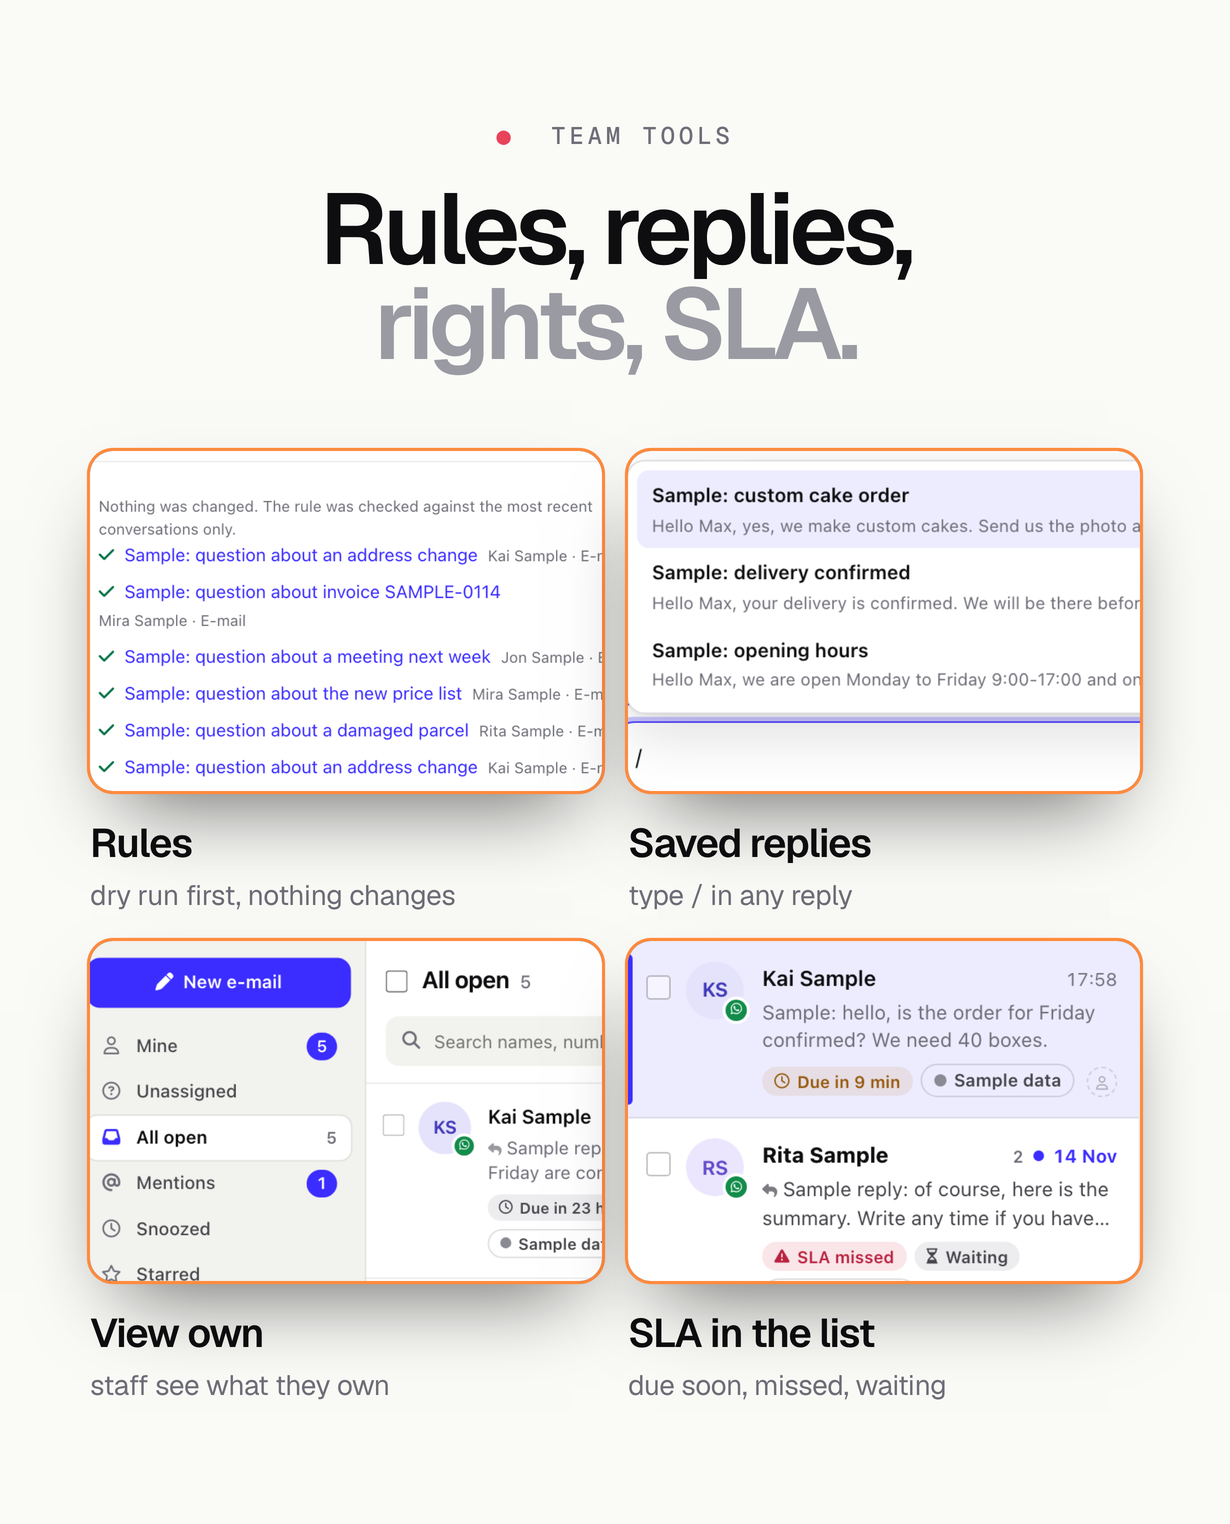 TEAM TOOLS
Rules, replies,
rights, SLA.
Nothing was changed. The rule was checked against the most recent
conversations only.
Sample: question about an address change Kai Sample · E-
Sample: question about invoice SAMPLE-0114
Mira Sample · E-mail
Sample: question about a meeting next week Jon Sample ·
Sample: question about the new price list Mira Sample · E-
Sample: question about a damaged parcel Rita Sample · E-
Sample: question about an address change Kai Sample · E-
Sample: custom cake order
Hello Max, yes, we make custom cakes. Send us the photo a
Sample: delivery confirmed
Hello Max, your delivery is confirmed. We will be there befor
Sample: opening hours
Hello Max, we are open Monday to Friday 9:00-17:00 and on
/
Rules
dry run first, nothing changes
Saved replies
type / in any reply
New e-mail
Mine 5
Unassigned
All open 5
Mentions 1
Snoozed
Starred
All open 5
Search names, numb
KS
Kai Sample
Sample rep
Friday are con
Due in 23 h
Sample dat
KS
Kai Sample 17:58
Sample: hello, is the order for Friday
confirmed? We need 40 boxes.
Due in 9 min Sample data
RS
Rita Sample 2 14 Nov
Sample reply: of course, here is the
summary. Write any time if you have...
SLA missed Waiting
View own
staff see what they own
SLA in the list
due soon, missed, waiting